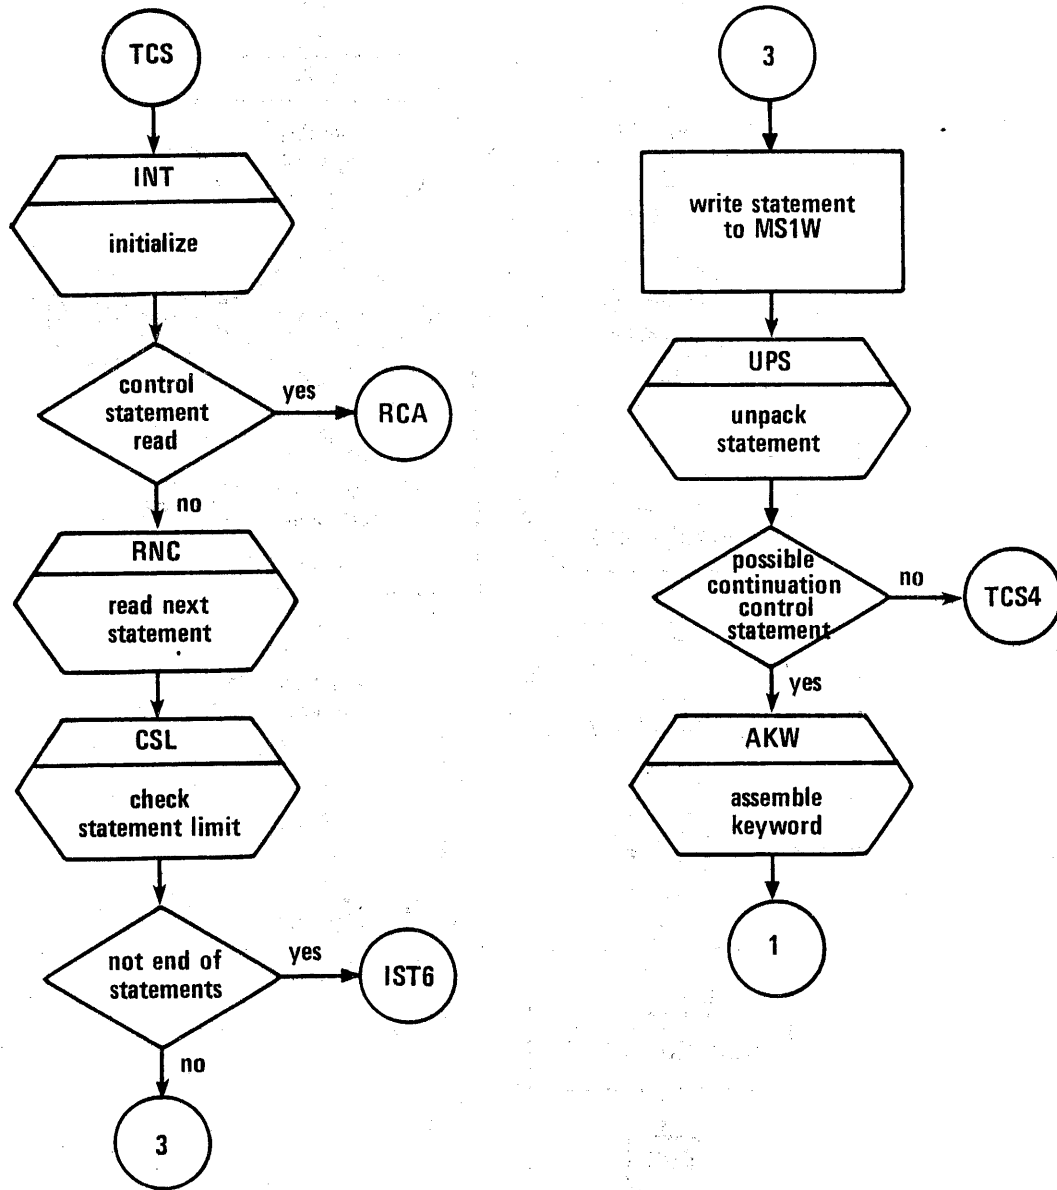 TCS
INT
initialize
control
statement
read
yes
RCA
no
RNC
read next
statement
CSL
check
statement limit
not end of
statements
yes
IST6
no
3
3
write statement
to MS1W
UPS
unpack
statement
possible
continuation
control
statement
no
TCS4
yes
AKW
assemble
keyword
1